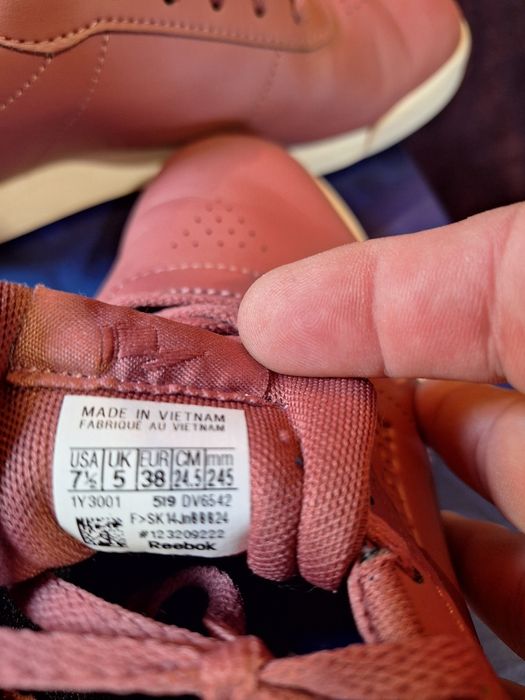 MADE IN VIETNAM
FABRIQUÉ AU VIETNAM
USA UK EUR CM mm
7½ 5 38 24.5 245
1Y3001 519 DV6542
#123209222
Reebok